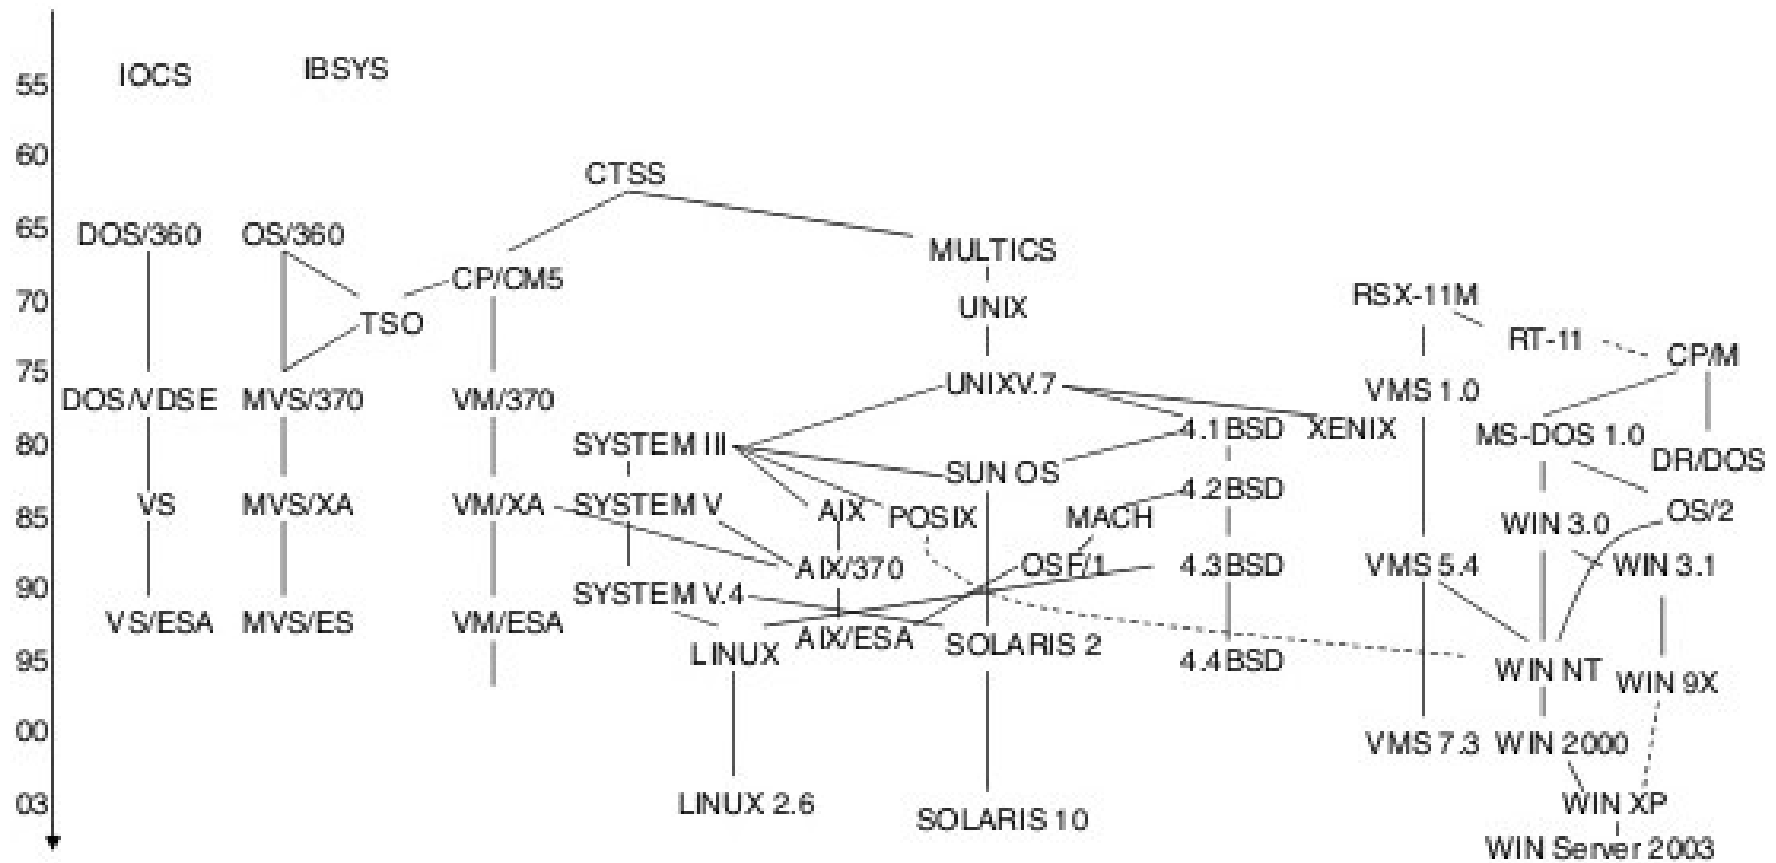 IOCS
IBSYS
55
60
CTSS
65
DOS/360
OS/360
MULTICS
CP/CM5
70
RSX-11M
UNIX
TSO
RT-11
CP/M
75
UNIXV.7
VMS 1.0
DOS/VDSE
MVS/370
VM/370
4.1BSD
XENIX
MS-DOS 1.0
80
SYSTEM III
DR/DOS
SUN OS
4.2BSD
VS
MVS/XA
VM/XA
SYSTEM V
AIX
POSIX
MACH
OS/2
85
WIN 3.0
AIX/370
OSF/1
4.3BSD
VMS 5.4
WIN 3.1
90
SYSTEM V.4
VS/ESA
MVS/ES
VM/ESA
AIX/ESA
SOLARIS 2
LINUX
95
4.4BSD
WIN NT
WIN 9X
00
VMS 7.3
WIN 2000
03
LINUX 2.6
WIN XP
SOLARIS 10
WIN Server 2003